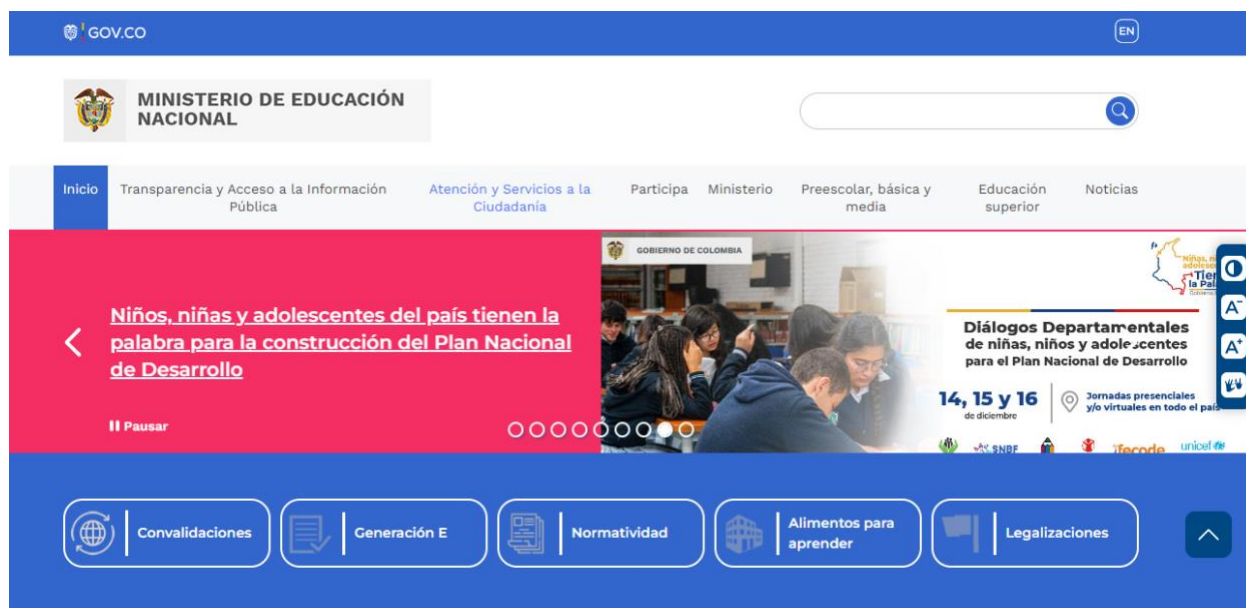 GOV.CO
EN
MINISTERIO DE EDUCACIÓN
NACIONAL
Inicio
Transparencia y Acceso a la Información
Pública
Atención y Servicios a la
Ciudadanía
Participa
Ministerio
Preescolar, básica y
media
Educación
superior
Noticias
Niños, niñas y adolescentes del país tienen la
palabra para la construcción del Plan Nacional
de Desarrollo
Pausar
GOBIERNO DE COLOMBIA
Diálogos Departamentales
de niñas, niños y adolescentes
para el Plan Nacional de Desarrollo
14, 15 y 16
de diciembre
Jornadas presenciales
y/o virtuales en todo el país
SNBF
fecode
unicef
A-
A+
Convalidaciones
Generación E
Normatividad
Alimentos para
aprender
Legalizaciones